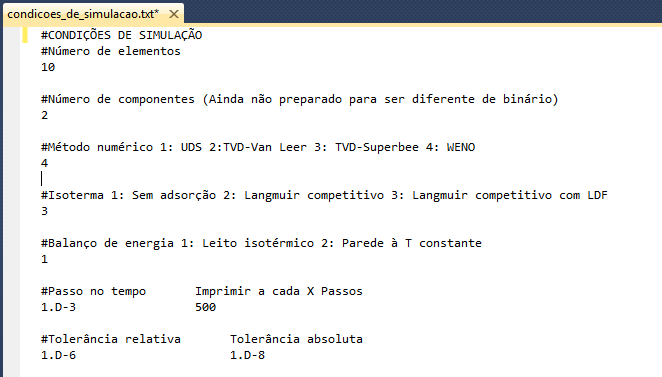 condicoes_de_simulacao.txt*
#CONDIÇÕES DE SIMULAÇÃO
#Número de elementos
10
#Número de componentes (Ainda não preparado para ser diferente de binário)
2
#Método numérico 1: UDS 2:TVD-Van Leer 3: TVD-Superbee 4: WENO
4
#Isoterma 1: Sem adsorção 2: Langmuir competitivo 3: Langmuir competitivo com LDF
3
#Balanço de energia 1: Leito isotérmico 2: Parede à T constante
1
#Passo no tempo Imprimir a cada X Passos
1.D-3 500
#Tolerância relativa Tolerância absoluta
1.D-6 1.D-8